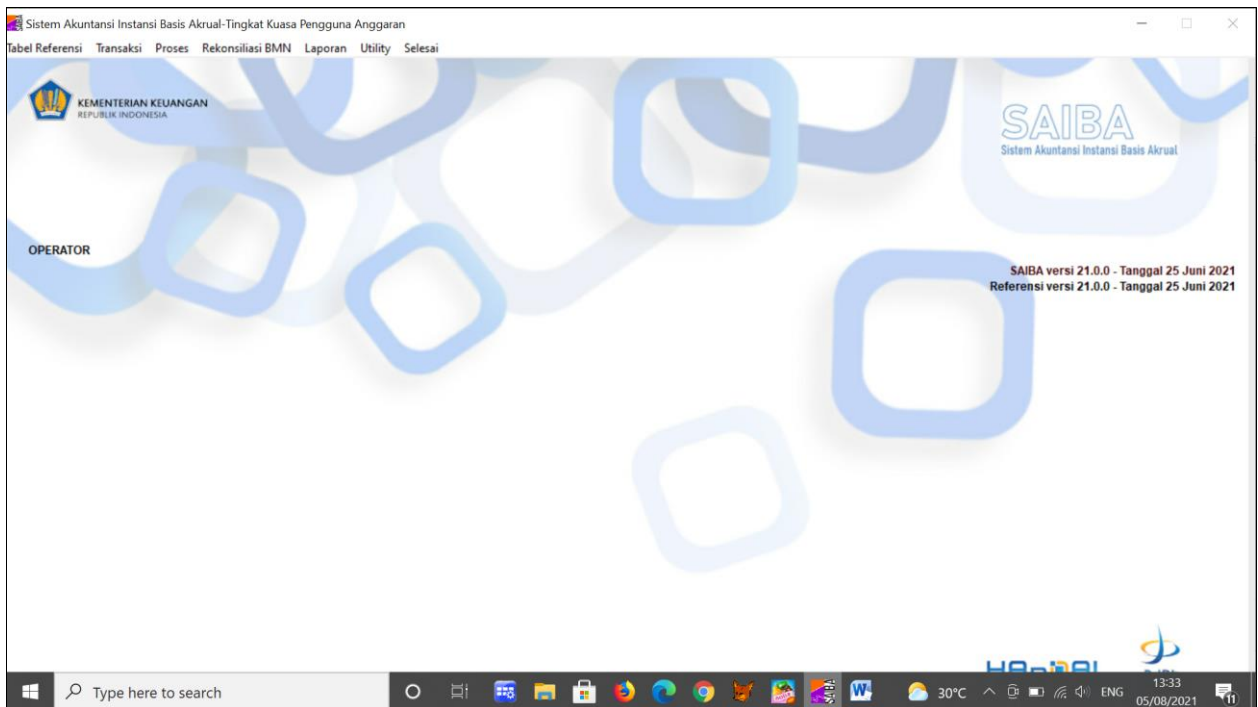 Sistem Akuntansi Instansi Basis Akrual-Tingkat Kuasa Pengguna Anggaran
Tabel Referensi Transaksi Proses Rekonsiliasi BMN Laporan Utility Selesai
KEMENTERIAN KEUANGAN
REPUBLIK INDONESIA
SAIBA
Sistem Akuntansi Instansi Basis Akrual
OPERATOR
SAIBA versi 21.0.0 - Tanggal 25 Juni 2021
Referensi versi 21.0.0 - Tanggal 25 Juni 2021
Type here to search
30°C
ENG
13:33
05/08/2021
11